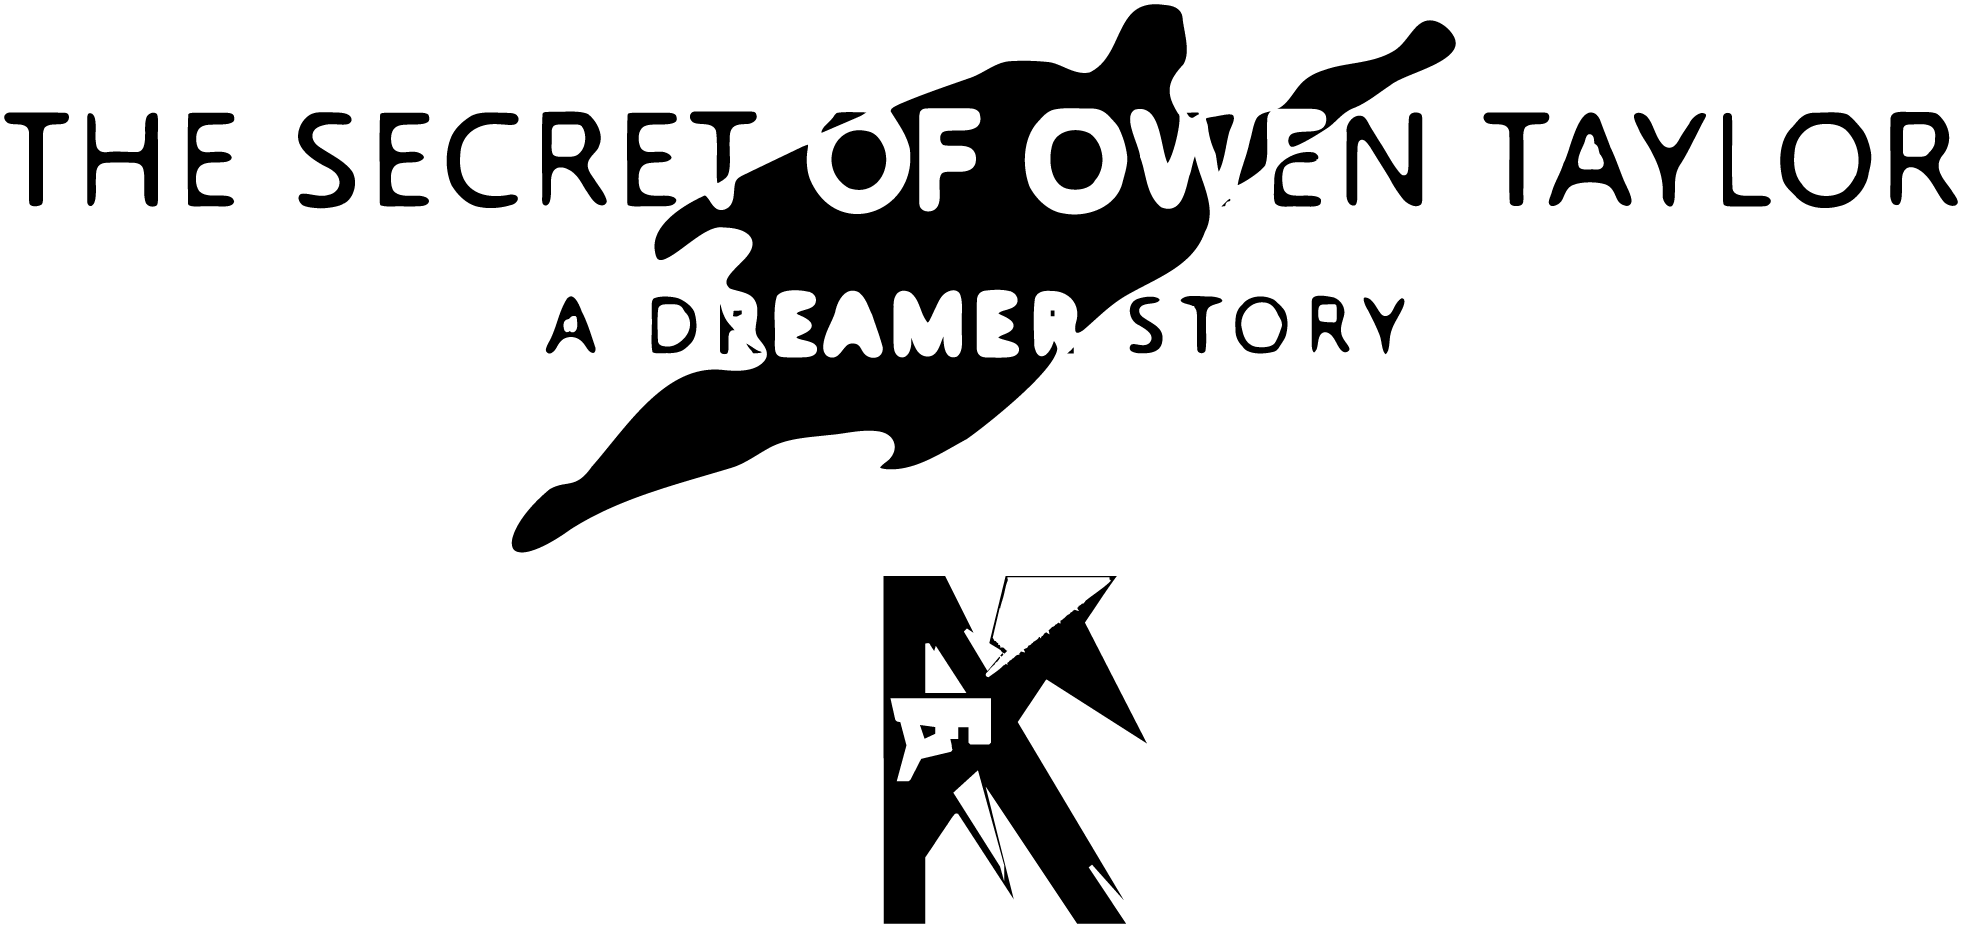 THE SECRET OF OWEN TAYLOR
A DREAMER STORY
K